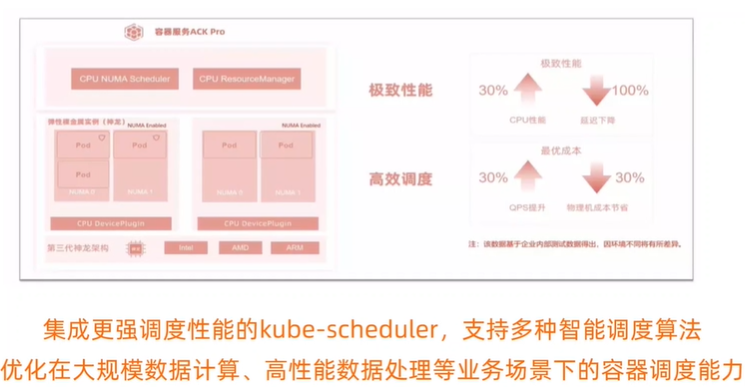 容器服务ACK Pro
CPU NUMA Scheduler
CPU ResourceManager
弹性裸金属实例（神龙）
NUMA Enabled
NUMA Enabled
Pod
Pod
Pod
Pod
Pod
NUMA 0
NUMA 1
NUMA 0
NUMA 1
CPU DevicePlugin
CPU DevicePlugin
第三代神龙架构
Intel
AMD
ARM
极致性能
高效调度
极致性能
30%
100%
CPU性能
延迟下降
最优成本
30%
30%
QPS提升
物理机成本节省
注：该数据基于企业内部测试数据得出、因环境不同将有所差异。
集成更强调度性能的kube-scheduler，支持多种智能调度算法
优化在大规模数据计算、高性能数据处理等业务场景下的容器调度能力